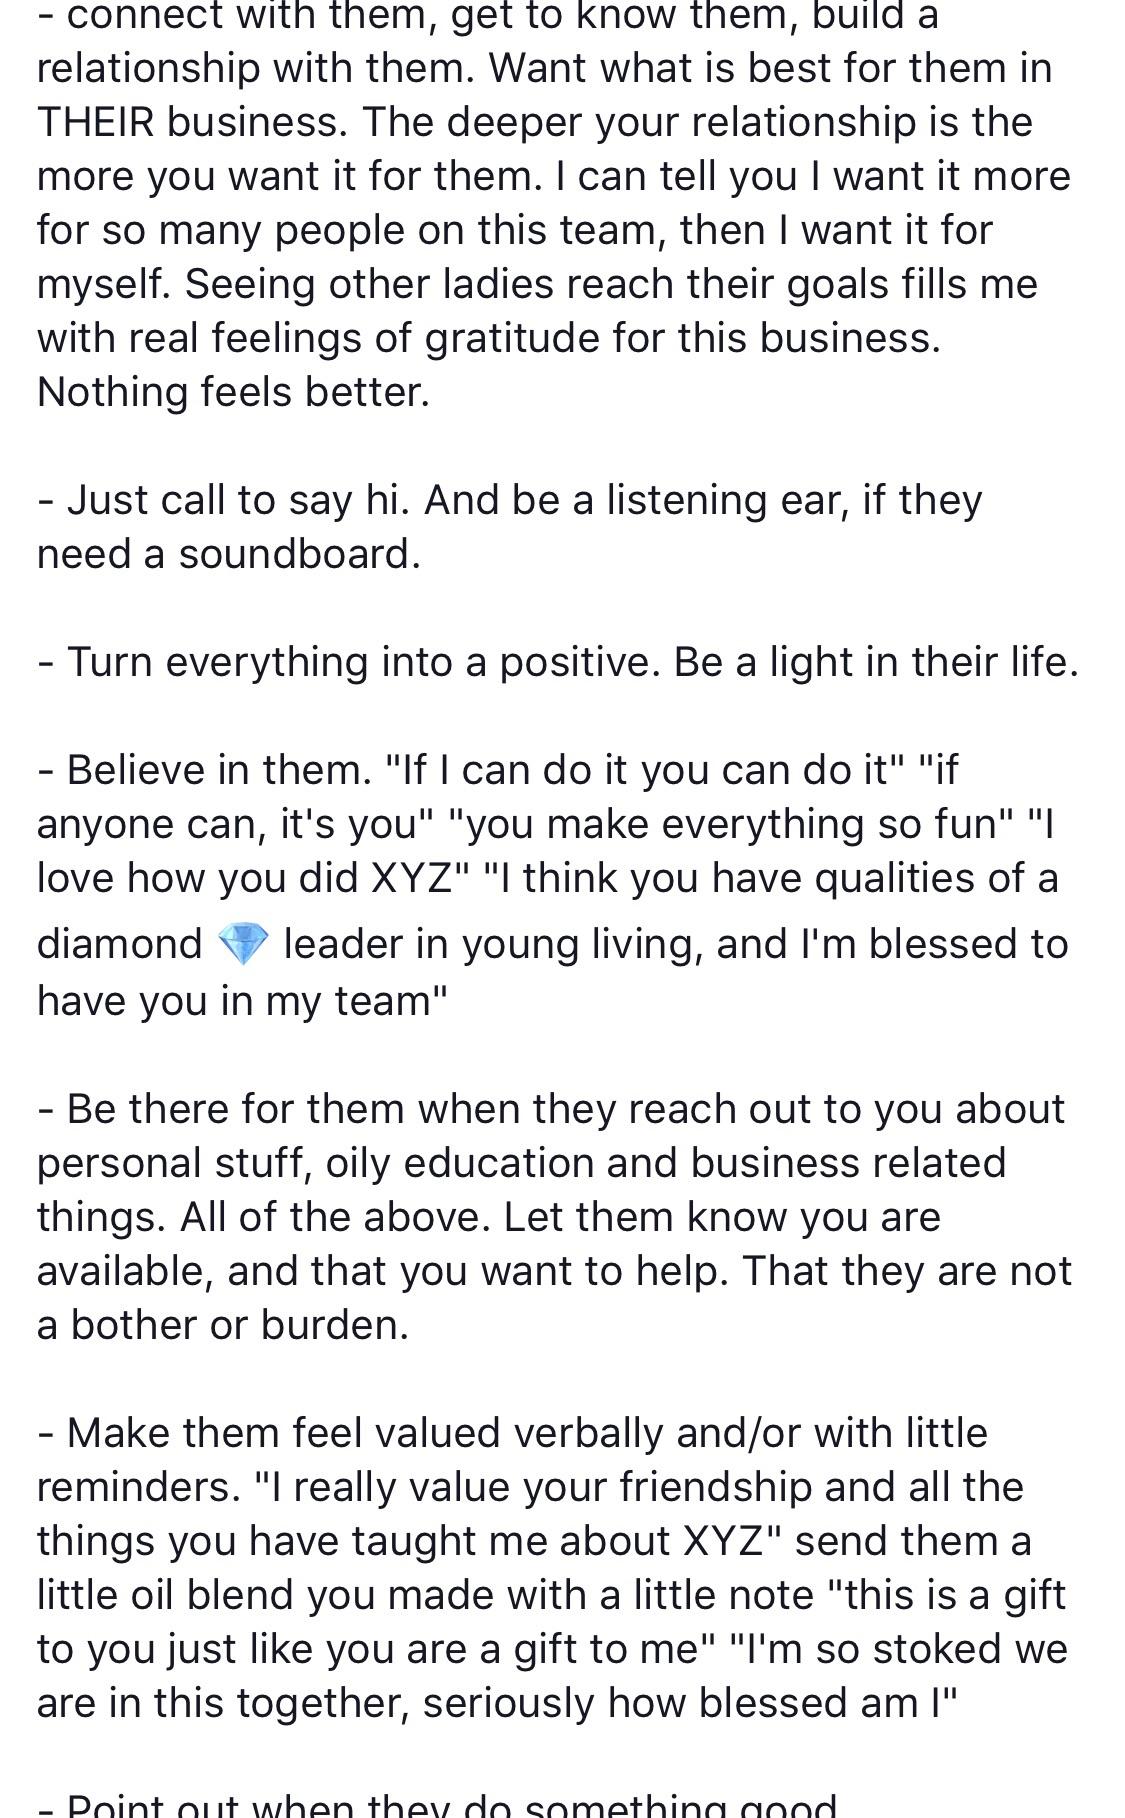 - connect with them, get to know them, build a
relationship with them. Want what is best for them in
THEIR business. The deeper your relationship is the
more you want it for them. I can tell you I want it more
for so many people on this team, then I want it for
myself. Seeing other ladies reach their goals fills me
with real feelings of gratitude for this business.
Nothing feels better.
- Just call to say hi. And be a listening ear, if they
need a soundboard.
- Turn everything into a positive. Be a light in their life.
- Believe in them. "If I can do it you can do it" "if
anyone can, it's you" "you make everything so fun" "I
love how you did XYZ" "I think you have qualities of a
diamond 💎 leader in young living, and I'm blessed to
have you in my team"
- Be there for them when they reach out to you about
personal stuff, oily education and business related
things. All of the above. Let them know you are
available, and that you want to help. That they are not
a bother or burden.
- Make them feel valued verbally and/or with little
reminders. "I really value your friendship and all the
things you have taught me about XYZ" send them a
little oil blend you made with a little note "this is a gift
to you just like you are a gift to me" "I'm so stoked we
are in this together, seriously how blessed am I"
- Point out when they do something good